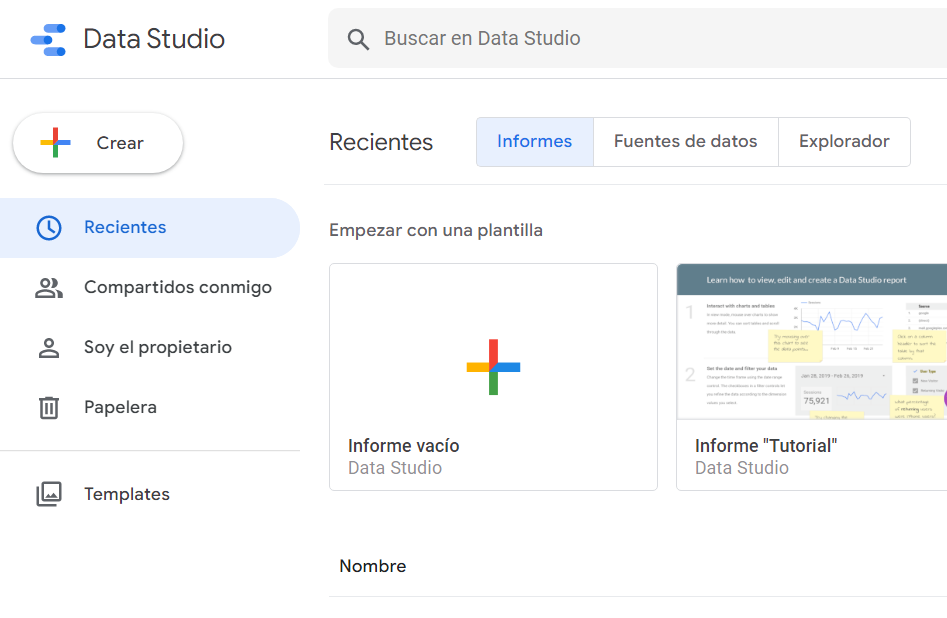 Data Studio
Buscar en Data Studio
Crear
Recientes
Compartidos conmigo
Soy el propietario
Papelera
Templates
Recientes
Informes
Fuentes de datos
Explorador
Empezar con una plantilla
Informe vacío
Data Studio
Learn how to view, edit and create a Data Studio report
1
Interact with charts and tables
2
Set the date and filter your data
Jan 28, 2019 - Feb 26, 2019
75,921
Informe "Tutorial"
Data Studio
Nombre